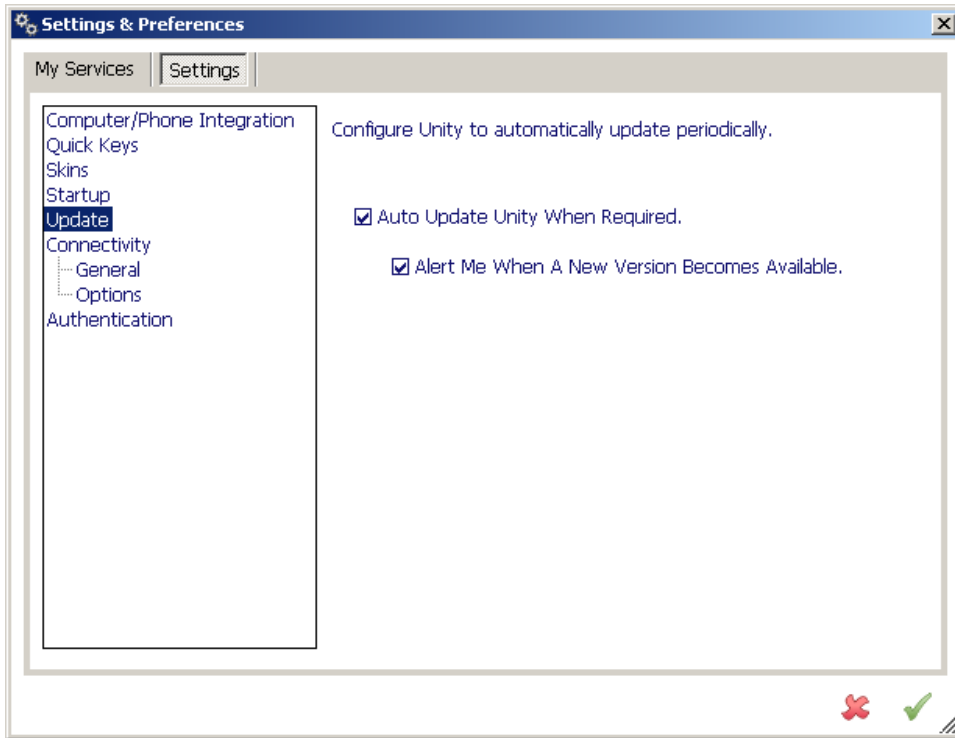 Settings & Preferences
My Services
Settings
Computer/Phone Integration
Quick Keys
Skins
Startup
Update
Connectivity
General
Options
Authentication
Configure Unity to automatically update periodically.
Auto Update Unity When Required.
Alert Me When A New Version Becomes Available.